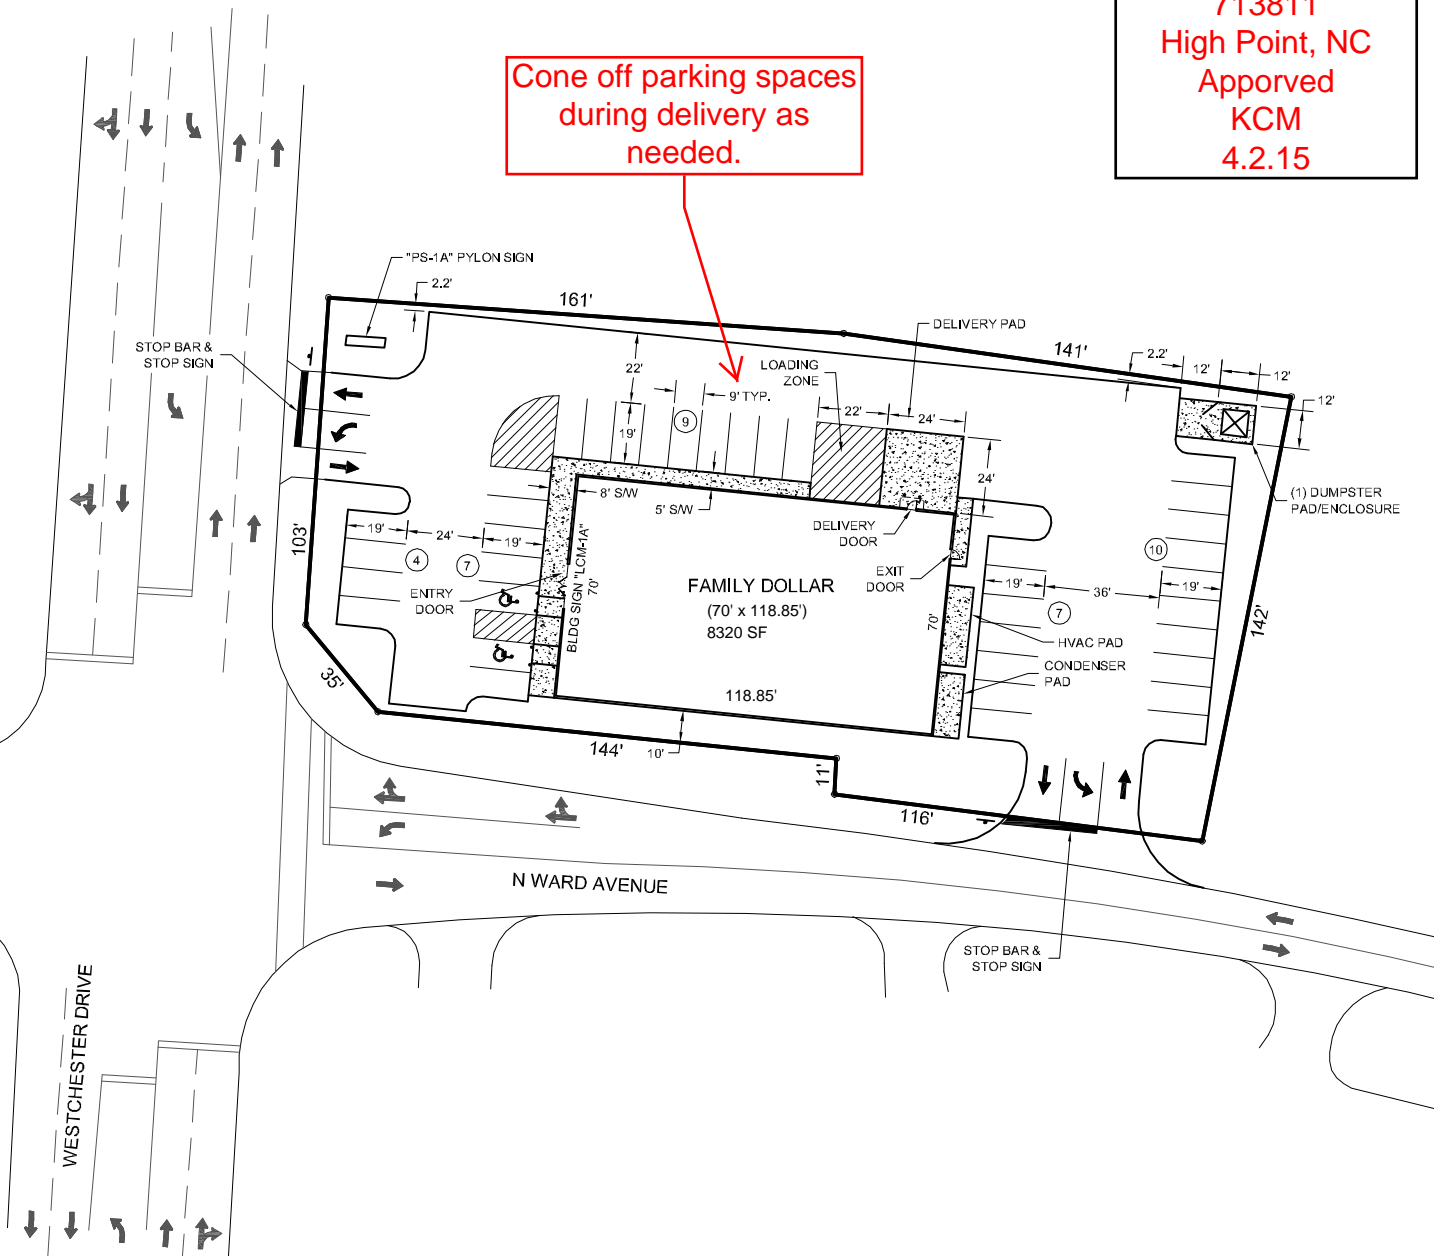 713811
High Point, NC
Apporved
KCM
4.2.15
Cone off parking spaces
during delivery as
needed.
"PS-1A" PYLON SIGN
2.2'
161'
STOP BAR &
STOP SIGN
DELIVERY PAD
141'
2.2'
12'
12'
12'
22'
LOADING
ZONE
9' TYP.
9
19'
22'
24'
24'
(1) DUMPSTER
PAD/ENCLOSURE
8' S/W
5' S/W
DELIVERY
DOOR
103'
19'
24'
19'
4
7
ENTRY
DOOR
BLDG SIGN "LCM-1A"
70'
EXIT
DOOR
FAMILY DOLLAR
(70' x 118.85')
8320 SF
70'
10
19'
36'
19'
7
HVAC PAD
CONDENSER
PAD
142'
118.85'
35'
144'
10'
11'
116'
N WARD AVENUE
STOP BAR &
STOP SIGN
WESTCHESTER DRIVE